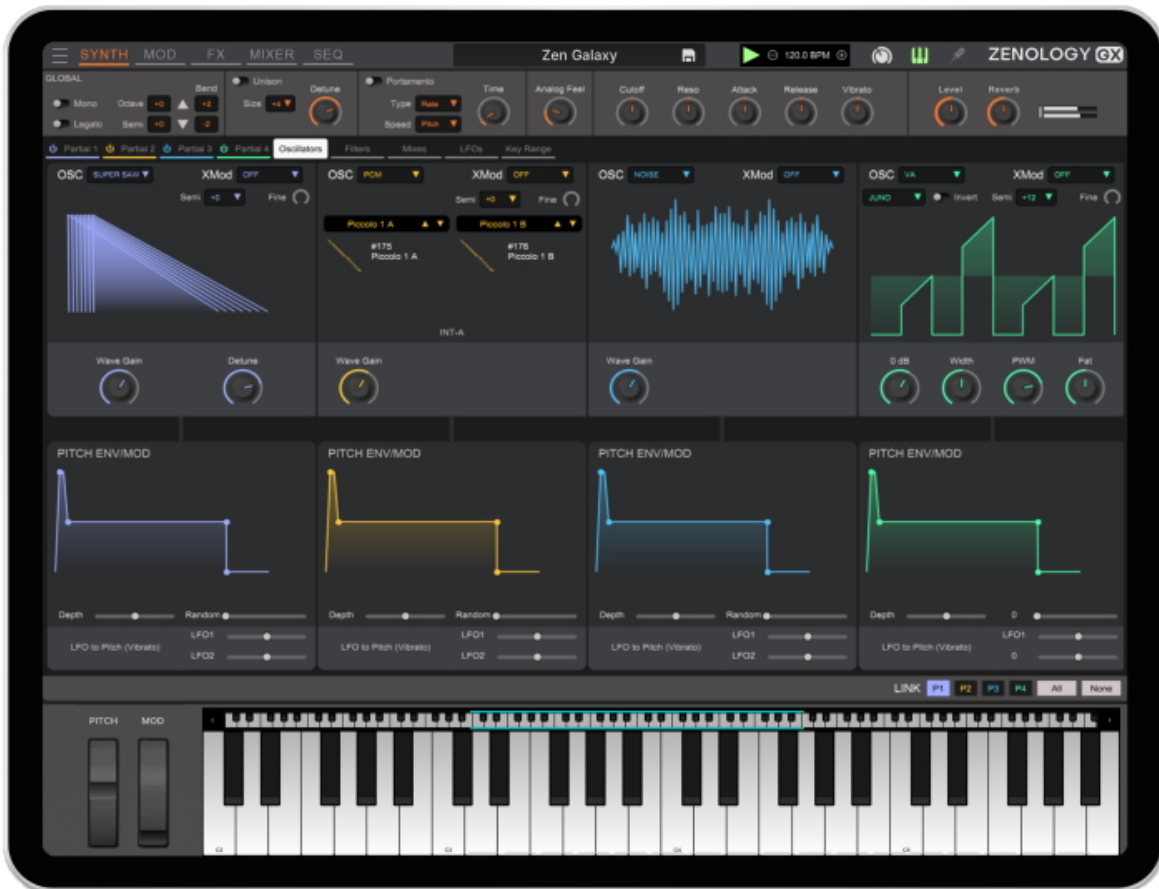 SYNTH MOD FX MIXER SEQ Zen Galaxy 120.0 BPM ZENOLOGY GX
GLOBAL
Bend Unison Portamento Time Analog Feel Cutoff Reso Attack Release Vibrato Level Reverb
Mono Octave +0 +2 Size +4 Detune Type Rate
Legato Semi +0 -2 Speed Pitch
Partial 1 Partial 2 Partial 3 Partial 4 Oscillators Filters Mixes LFOs Key Range
OSC SUPER SAW XMod OFF OSC PCM XMod OFF OSC NOISE XMod OFF OSC VA XMod OFF
Semi +0 Fine Semi +0 Fine JUNO Invert Semi +12 Fine
Piccolo 1 A Piccolo 1 B
#175 #176
Piccolo 1 A Piccolo 1 B
INT-A
Wave Gain Detune Wave Gain Wave Gain 0 dB Width PWM Fat
PITCH ENV/MOD PITCH ENV/MOD PITCH ENV/MOD PITCH ENV/MOD
Depth Random Depth Random Depth Random Depth 0
LFO to Pitch (Vibrato) LFO1 LFO to Pitch (Vibrato) LFO1 LFO to Pitch (Vibrato) LFO1 LFO to Pitch (Vibrato) LFO1
LFO2 LFO2 LFO2 0
LINK P1 P2 P3 P4 All None
PITCH MOD
C2 C3 C4 C5